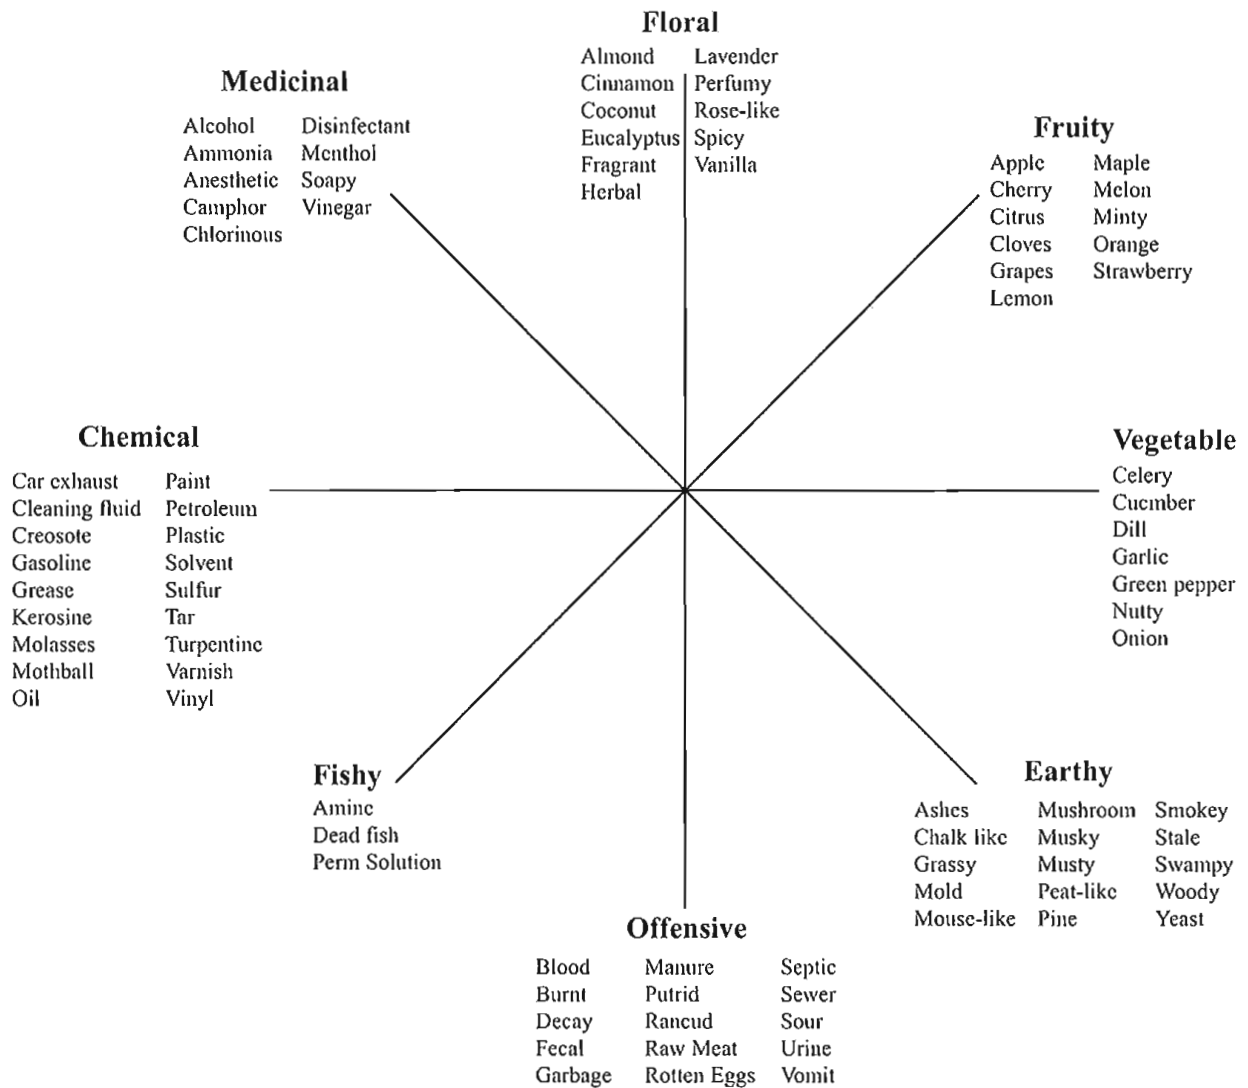 Floral
Almond Lavender
Cinnamon Perfumy
Coconut Rose-like
Eucalyptus Spicy
Fragrant Vanilla
Herbal
Medicinal
Alcohol Disinfectant
Ammonia Menthol
Anesthetic Soapy
Camphor Vinegar
Chlorinous
Fruity
Apple Maple
Cherry Melon
Citrus Minty
Cloves Orange
Grapes Strawberry
Lemon
Chemical
Car exhaust Paint
Cleaning fluid Petroleum
Creosote Plastic
Gasoline Solvent
Grease Sulfur
Kerosine Tar
Molasses Turpentine
Mothball Varnish
Oil Vinyl
Vegetable
Celery
Cucmber
Dill
Garlic
Green pepper
Nutty
Onion
Fishy
Amine
Dead fish
Perm Solution
Earthy
Ashes Mushroom Smokey
Chalk like Musky Stale
Grassy Musty Swampy
Mold Peat-like Woody
Mouse-like Pine Yeast
Offensive
Blood Manure Septic
Burnt Putrid Sewer
Decay Rancud Sour
Fecal Raw Meat Urine
Garbage Rotten Eggs Vomit